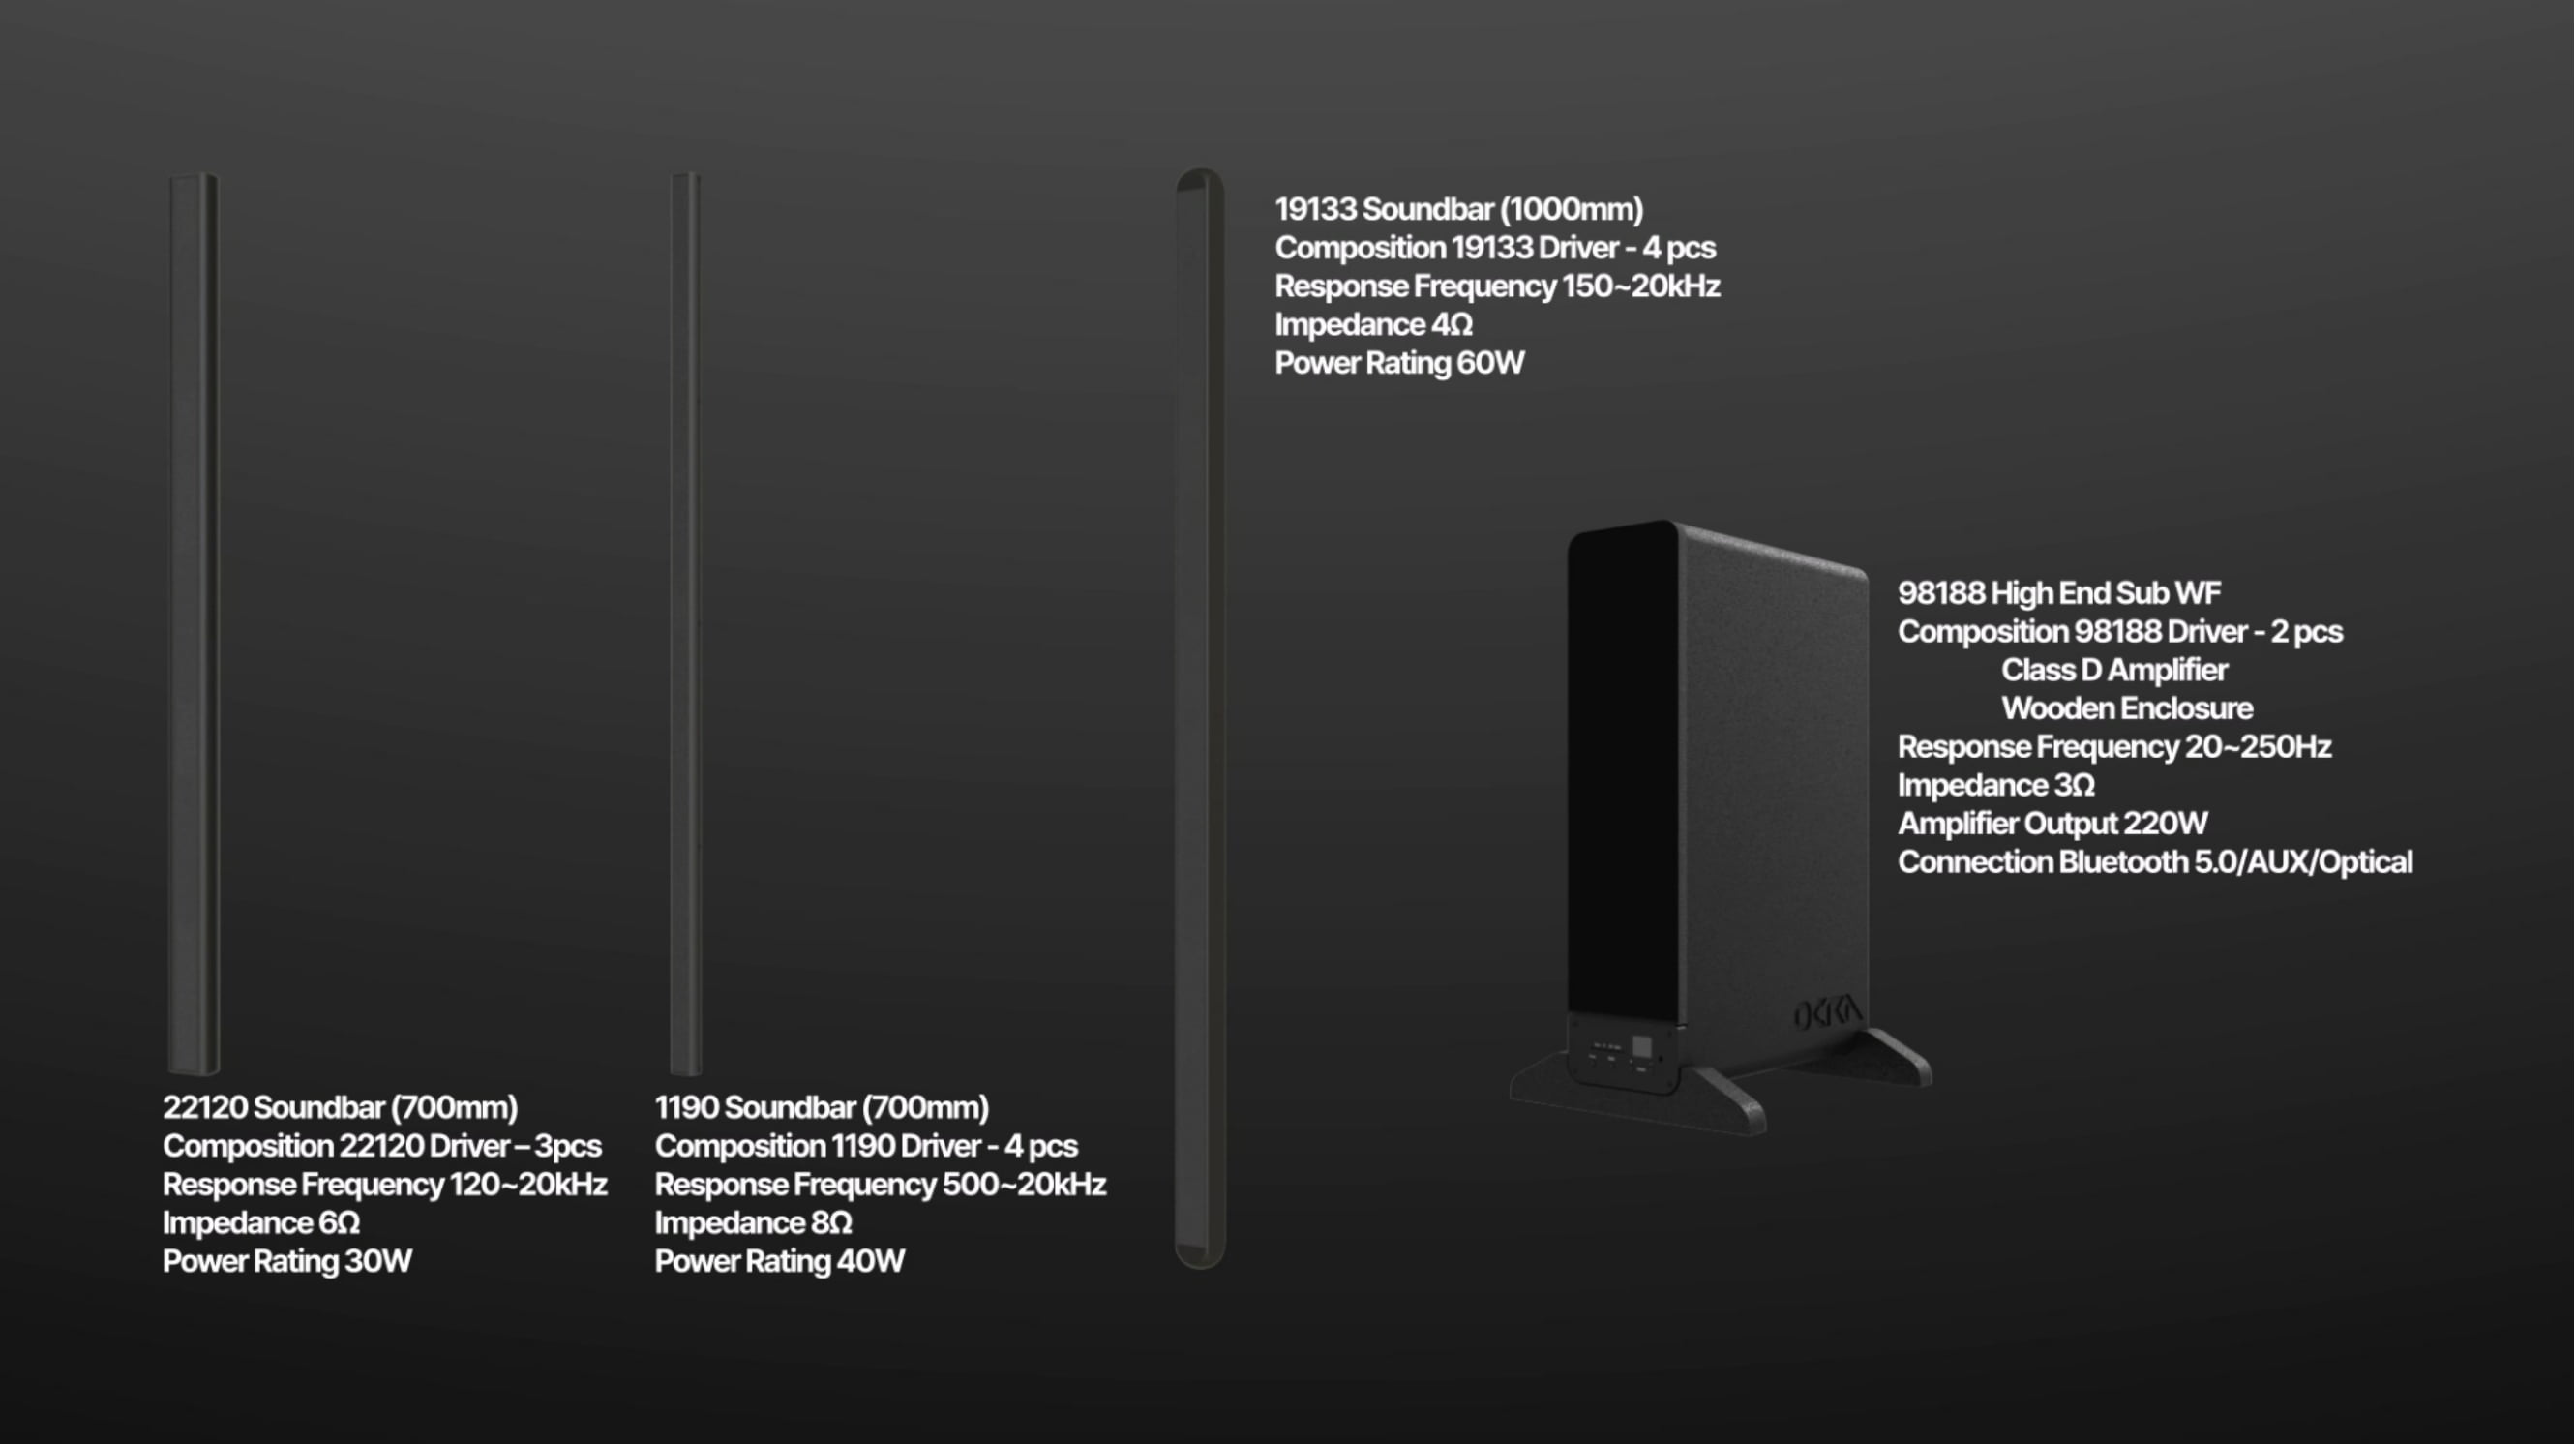 22120 Soundbar (700mm)
Composition 22120 Driver – 3pcs
Response Frequency 120~20kHz
Impedance 6Ω
Power Rating 30W
1190 Soundbar (700mm)
Composition 1190 Driver - 4 pcs
Response Frequency 500~20kHz
Impedance 8Ω
Power Rating 40W
19133 Soundbar (1000mm)
Composition 19133 Driver - 4 pcs
Response Frequency 150~20kHz
Impedance 4Ω
Power Rating 60W
98188 High End Sub WF
Composition 98188 Driver - 2 pcs
Class D Amplifier
Wooden Enclosure
Response Frequency 20~250Hz
Impedance 3Ω
Amplifier Output 220W
Connection Bluetooth 5.0/AUX/Optical